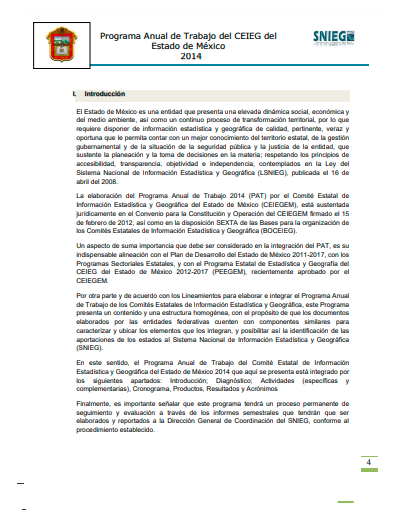 Programa Anual de Trabajo del CEIEG del
Estado de México
2014
SNIEG
I. Introducción
El Estado de México es una entidad que presenta una elevada dinámica social, económica y
del medio ambiente, así como un continuo proceso de transformación territorial, por lo que
requiere disponer de información estadística y geográfica de calidad, pertinente, veraz y
oportuna que le permita contar con un mejor conocimiento del territorio estatal, de la gestión
gubernamental y de la situación de la seguridad pública y la justicia de la entidad, que
sustente la planeación y la toma de decisiones en la materia; respetando los principios de
accesibilidad, transparencia, objetividad e independencia, contemplados en la Ley del
Sistema Nacional de Información Estadística y Geográfica (LSNIEG), publicada el 16 de
abril del 2008.
La elaboración del Programa Anual de Trabajo 2014 (PAT) por el Comité Estatal de
Información Estadística y Geográfica del Estado de México (CEIEGEM), está sustentada
jurídicamente en el Convenio para la Constitución y Operación del CEIEGEM firmado el 15
de febrero de 2012, así como en la disposición SEXTA de las Bases para la organización
de los Comités Estatales de Información Estadística y Geográfica (BOCEIEG).
Un aspecto de suma importancia que debe ser considerado en la integración del PAT, es su
indispensable alineación con el Plan de Desarrollo del Estado de México 2011-2017, con los
Programas Sectoriales Estatales, y con el Programa Estatal de Estadística y Geografía del
CEIEG del Estado de México 2012-2017 (PEEGEM), recientemente aprobado por el
CEIEGEM.
Por otra parte y de acuerdo con los Lineamientos para elaborar e integrar el Programa Anual
de Trabajo de los Comités Estatales de Información Estadística y Geográfica, este Programa
presenta un contenido y una estructura homogénea, con el propósito de que los documentos
elaborados por las entidades federativas cuenten con componentes similares para
caracterizar y ubicar los elementos que los integran, y posibilitar así la identificación de las
aportaciones de los estados al Sistema Nacional de Información Estadística y Geográfica
(SNIEG).
En este sentido, el Programa Anual de Trabajo del Comité Estatal de Información
Estadística y Geográfica del Estado de México 2014 que aquí se presenta está integrado por
los siguientes apartados: Introducción; Diagnóstico; Actividades (específicas y
complementarias), Cronograma, Productos, Resultados y Acrónimos
Finalmente, es importante señalar que este programa tendrá un proceso permanente de
seguimiento y evaluación a través de los informes semestrales que tendrán que ser
elaborados y reportados a la Dirección General de Coordinación del SNIEG, conforme al
procedimiento establecido.
4